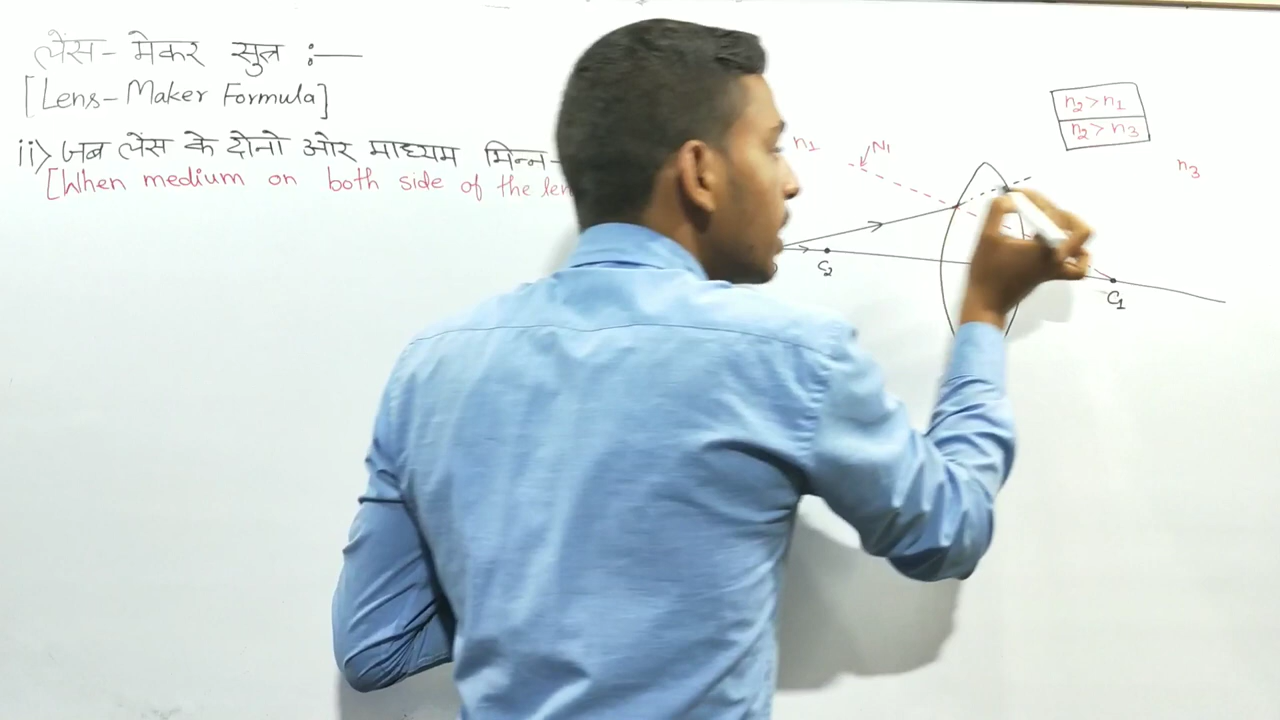 लेंस- मेकर सुत्र :—
[Lens-Maker Formula]
ii> जब लेंस के दोनो ओर माध्यम भिन्न-
[When medium on both side of the len
n₂>n₁
n₂>n₃
n₁
N₁
n₃
C₂
C₁